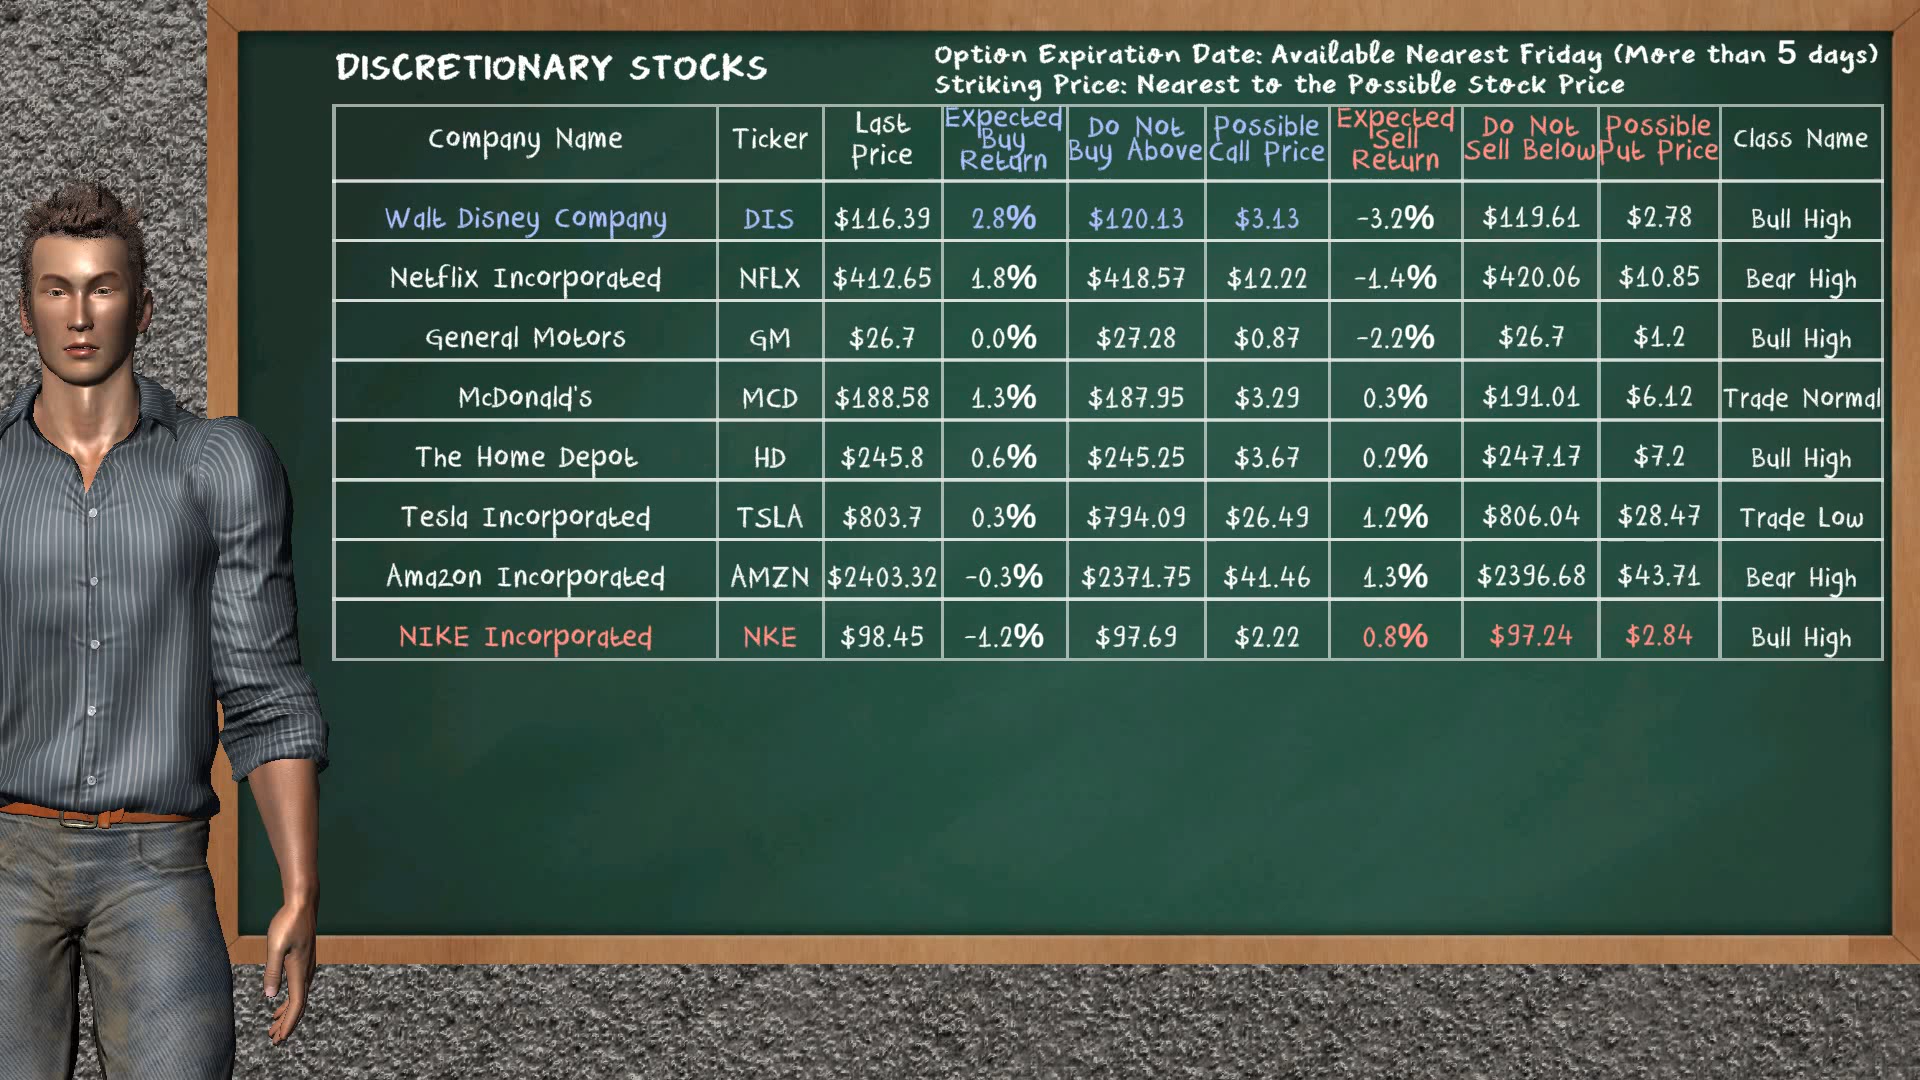 DISCRETIONARY STOCKS
Option Expiration Date: Available Nearest Friday (More than 5 days)
Striking Price: Nearest to the Possible Stock Price
Company Name Ticker Last Price Expected Buy Return Do Not Buy Above Possible Call Price Expected Sell Return Do Not Sell Below Possible Put Price Class Name
Walt Disney Company DIS $116.39 2.8% $120.13 $3.13 -3.2% $119.61 $2.78 Bull High
Netflix Incorporated NFLX $412.65 1.8% $418.57 $12.22 -1.4% $420.06 $10.85 Bear High
General Motors GM $26.7 0.0% $27.28 $0.87 -2.2% $26.7 $1.2 Bull High
McDonald's MCD $188.58 1.3% $187.95 $3.29 0.3% $191.01 $6.12 Trade Normal
The Home Depot HD $245.8 0.6% $245.25 $3.67 0.2% $247.17 $7.2 Bull High
Tesla Incorporated TSLA $803.7 0.3% $794.09 $26.49 1.2% $806.04 $28.47 Trade Low
Amazon Incorporated AMZN $2403.32 -0.3% $2371.75 $41.46 1.3% $2396.68 $43.71 Bear High
NIKE Incorporated NKE $98.45 -1.2% $97.69 $2.22 0.8% $97.24 $2.84 Bull High